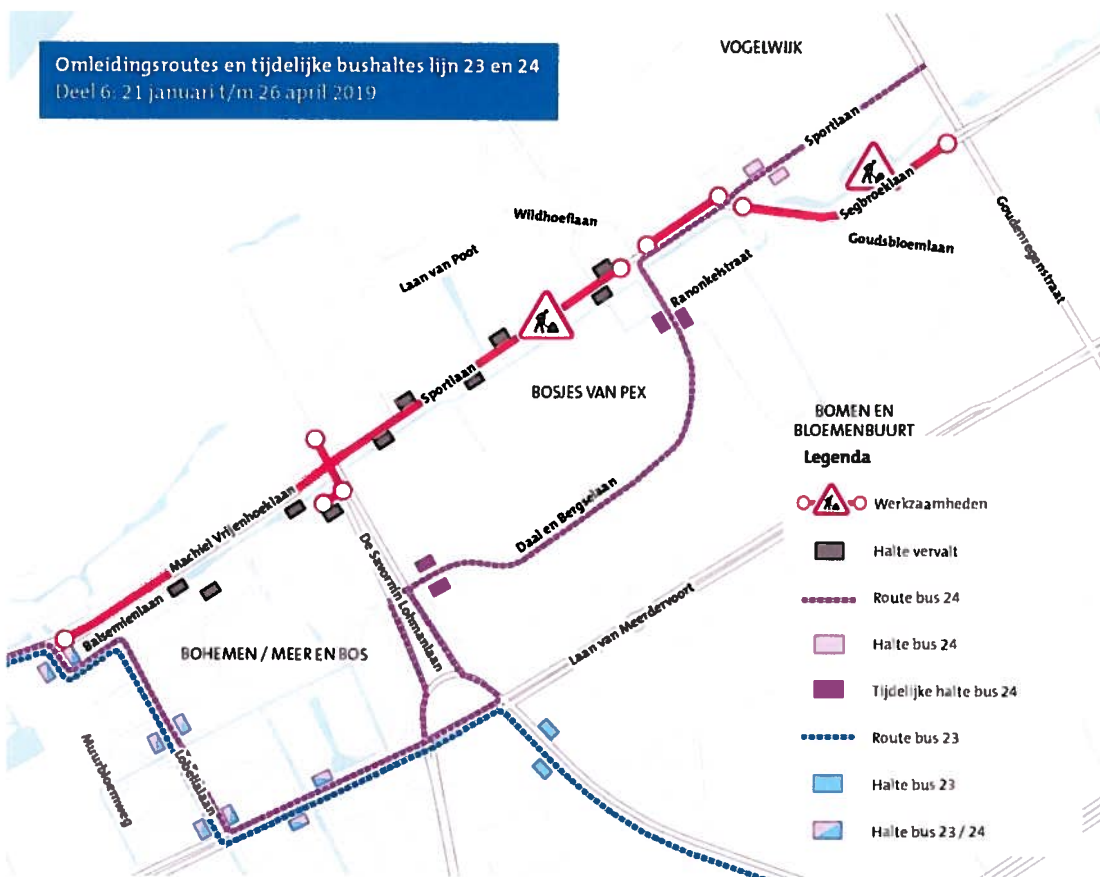 Omleidingsroutes en tijdelijke bushaltes lijn 23 en 24
Deel 6: 21 januari t/m 26 april 2019
VOGELWIJK
Sportlaan
Segbroeklaan
Wildhoeflaan
Goudsbloemlaan
Goudenregenstraat
Laan van Poot
Ranonkelstraat
Sportlaan
BOSJES VAN PEX
BOMEN EN
BLOEMENBUURT
Machiel Vrijenhoeklaan
Daal en Bergselaan
De Savornin Lohmanlaan
Laan van Meerdervoort
Balsemienlaan
BOHEMEN / MEER EN BOS
Muurbloemweg
Lobelialaan
Legenda
Werkzaamheden
Halte vervalt
Route bus 24
Halte bus 24
Tijdelijke halte bus 24
Route bus 23
Halte bus 23
Halte bus 23 / 24